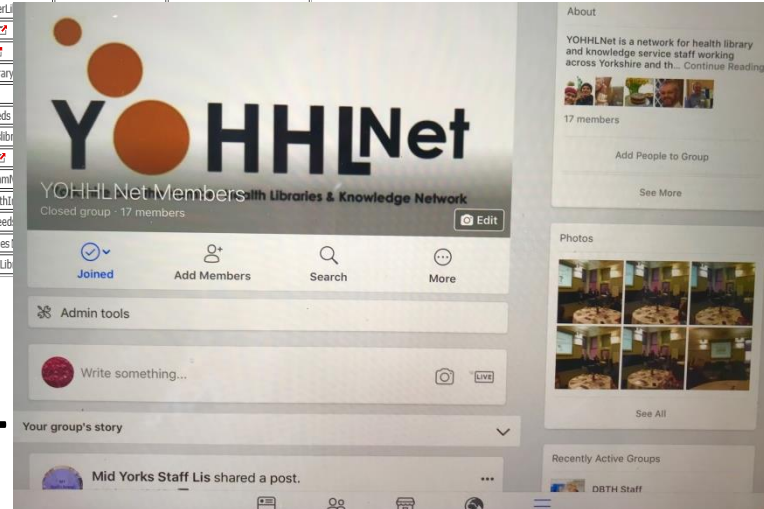 YOHHLNet
Libraries & Knowledge Network
YOHHLNet Members
Closed group · 17 members
Edit
Joined
Add Members
Search
More
Admin tools
Write something...
LIVE
Your group's story
Mid Yorks Staff Lis shared a post.
About
YOHHLNet is a network for health library
and knowledge service staff working
across Yorkshire and th... Continue Reading
17 members
Add People to Group
See More
Photos
See All
Recently Active Groups
DBTH Staff